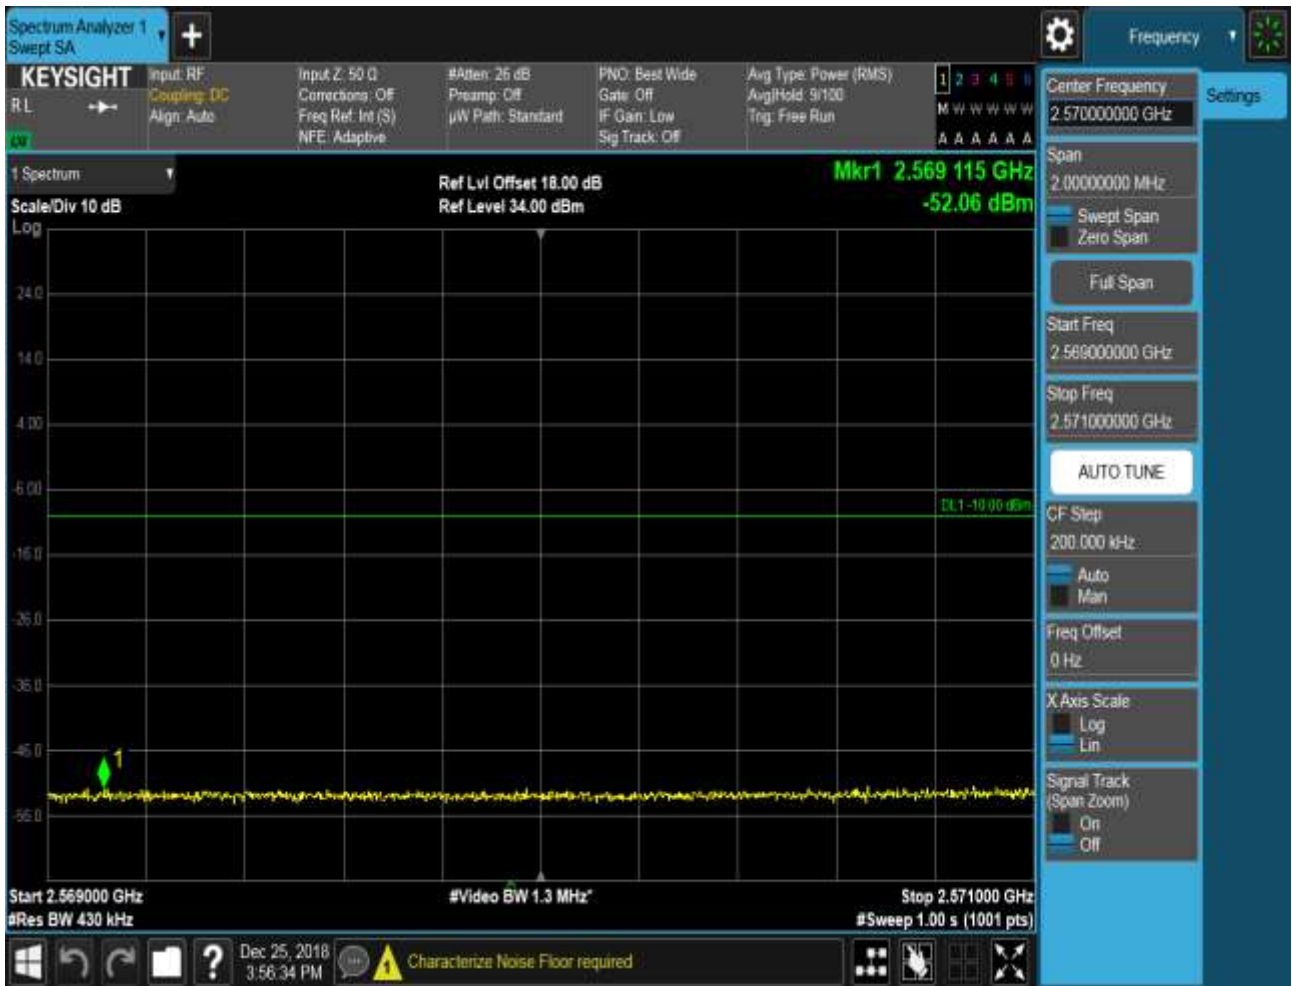 Spectrum Analyzer 1
Swept SA
+
Frequency
KEYSIGHT
R L
Input: RF
Coupling: DC
Align: Auto
Input Z: 50 Ω
Corrections: Off
Freq Ref: Int (S)
NFE: Adaptive
#Atten: 26 dB
Preamp: Off
µW Path: Standard
PNO: Best Wide
Gate: Off
IF Gain: Low
Sig Track: Off
Avg Type: Power (RMS)
Avg|Hold: 9/100
Trig: Free Run
1 2 3 4 5 6
M W W W W W
A A A A A A
1 Spectrum
Scale/Div 10 dB
Log
Ref Lvl Offset 18.00 dB
Ref Level 34.00 dBm
Mkr1 2.569 115 GHz
-52.06 dBm
24.0
14.0
4.00
-6.00
-16.0
-26.0
-36.0
-46.0
-56.0
DL1 -10.00 dBm
1
Start 2.569000 GHz
#Res BW 430 kHz
#Video BW 1.3 MHz*
Stop 2.571000 GHz
#Sweep 1.00 s (1001 pts)
Center Frequency
2.570000000 GHz
Settings
Span
2.00000000 MHz
Swept Span
Zero Span
Full Span
Start Freq
2.569000000 GHz
Stop Freq
2.571000000 GHz
AUTO TUNE
CF Step
200.000 kHz
Auto
Man
Freq Offset
0 Hz
X Axis Scale
Log
Lin
Signal Track
(Span Zoom)
On
Off
?
Dec 25, 2018
3:56:34 PM
1
Characterize Noise Floor required